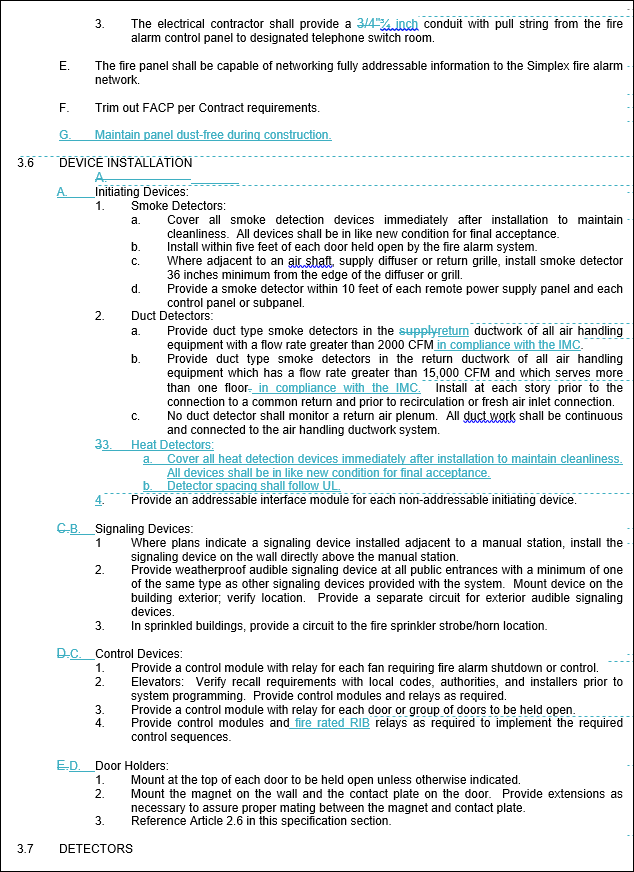 3. The electrical contractor shall provide a 3/4"¾ inch conduit with pull string from the fire
alarm control panel to designated telephone switch room.
E. The fire panel shall be capable of networking fully addressable information to the Simplex fire alarm
network.
F. Trim out FACP per Contract requirements.
G. Maintain panel dust-free during construction.
3.6 DEVICE INSTALLATION
A.
A. Initiating Devices:
1. Smoke Detectors:
a. Cover all smoke detection devices immediately after installation to maintain
cleanliness. All devices shall be in like new condition for final acceptance.
b. Install within five feet of each door held open by the fire alarm system.
c. Where adjacent to an air shaft, supply diffuser or return grille, install smoke detector
36 inches minimum from the edge of the diffuser or grill.
d. Provide a smoke detector within 10 feet of each remote power supply panel and each
control panel or subpanel.
2. Duct Detectors:
a. Provide duct type smoke detectors in the supplyreturn ductwork of all air handling
equipment with a flow rate greater than 2000 CFM in compliance with the IMC.
b. Provide duct type smoke detectors in the return ductwork of all air handling
equipment which has a flow rate greater than 15,000 CFM and which serves more
than one floor. in compliance with the IMC. Install at each story prior to the
connection to a common return and prior to recirculation or fresh air inlet connection.
c. No duct detector shall monitor a return air plenum. All duct work shall be continuous
and connected to the air handling ductwork system.
33. Heat Detectors:
a. Cover all heat detection devices immediately after installation to maintain cleanliness.
All devices shall be in like new condition for final acceptance.
b. Detector spacing shall follow UL.
4. Provide an addressable interface module for each non-addressable initiating device.
C.B. Signaling Devices:
1 Where plans indicate a signaling device installed adjacent to a manual station, install the
signaling device on the wall directly above the manual station.
2. Provide weatherproof audible signaling device at all public entrances with a minimum of one
of the same type as other signaling devices provided with the system. Mount device on the
building exterior; verify location. Provide a separate circuit for exterior audible signaling
devices.
3. In sprinkled buildings, provide a circuit to the fire sprinkler strobe/horn location.
D.C. Control Devices:
1. Provide a control module with relay for each fan requiring fire alarm shutdown or control.
2. Elevators: Verify recall requirements with local codes, authorities, and installers prior to
system programming. Provide control modules and relays as required.
3. Provide a control module with relay for each door or group of doors to be held open.
4. Provide control modules and fire rated RIB relays as required to implement the required
control sequences.
E.D. Door Holders:
1. Mount at the top of each door to be held open unless otherwise indicated.
2. Mount the magnet on the wall and the contact plate on the door. Provide extensions as
necessary to assure proper mating between the magnet and contact plate.
3. Reference Article 2.6 in this specification section.
3.7 DETECTORS